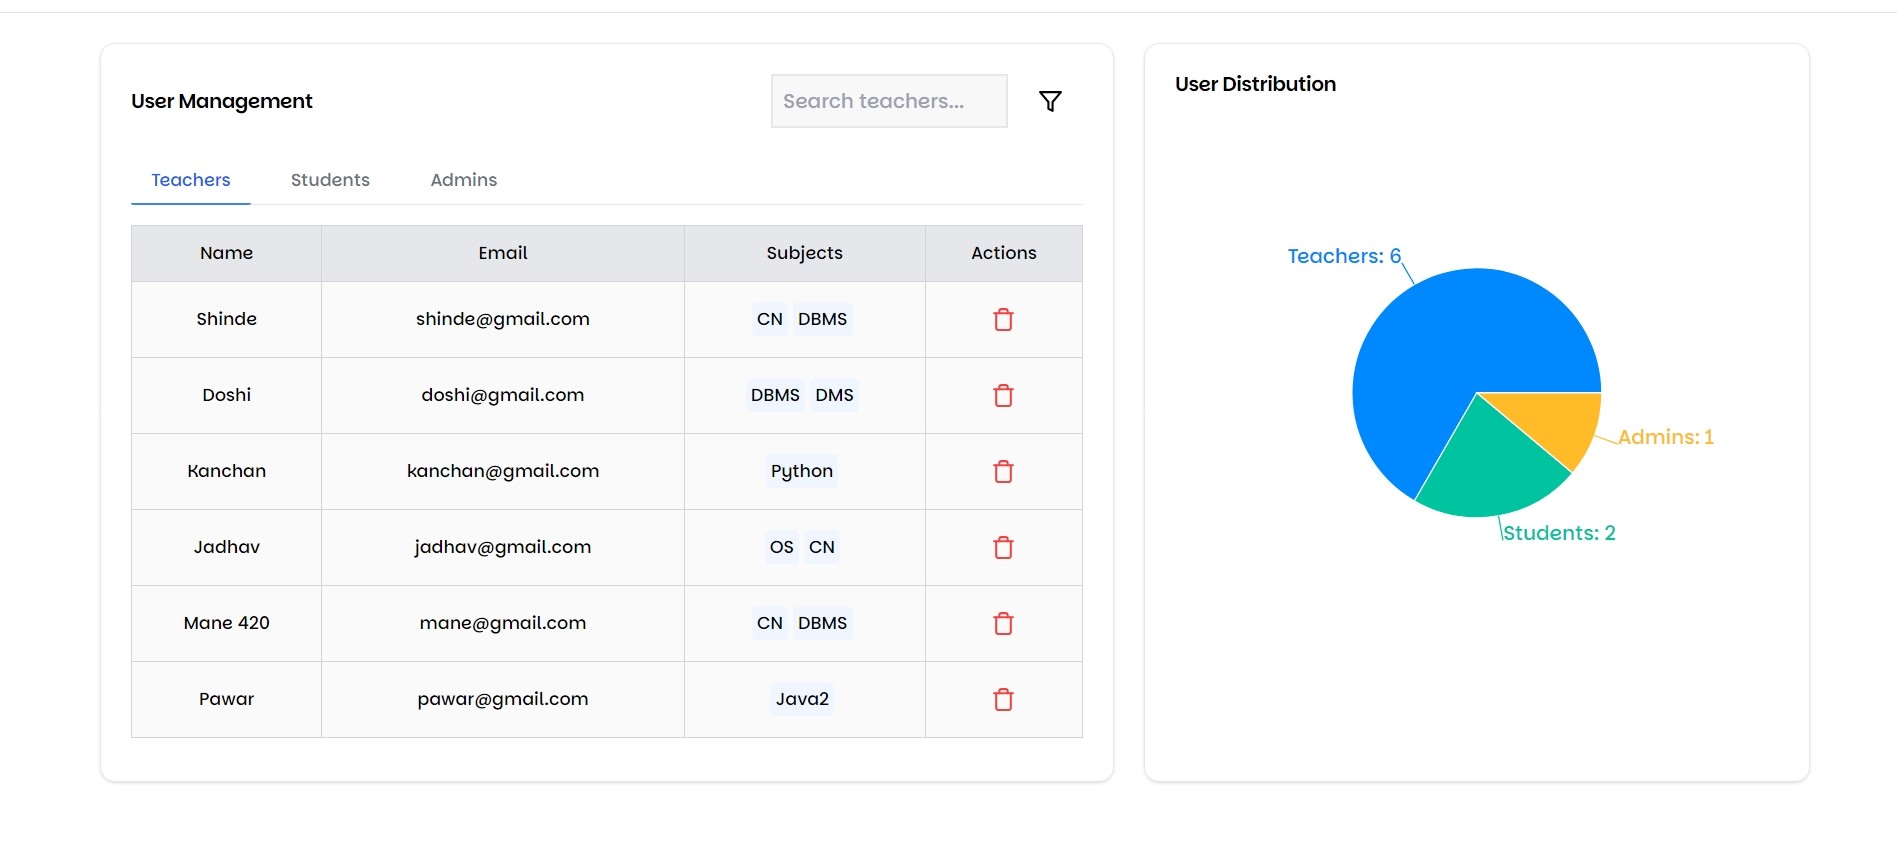 User Management
Search teachers...
Teachers Students Admins
Name Email Subjects Actions
Shinde shinde@gmail.com CN DBMS
Doshi doshi@gmail.com DBMS DMS
Kanchan kanchan@gmail.com Python
Jadhav jadhav@gmail.com OS CN
Mane 420 mane@gmail.com CN DBMS
Pawar pawar@gmail.com Java2
User Distribution
Teachers: 6
Admins: 1
Students: 2